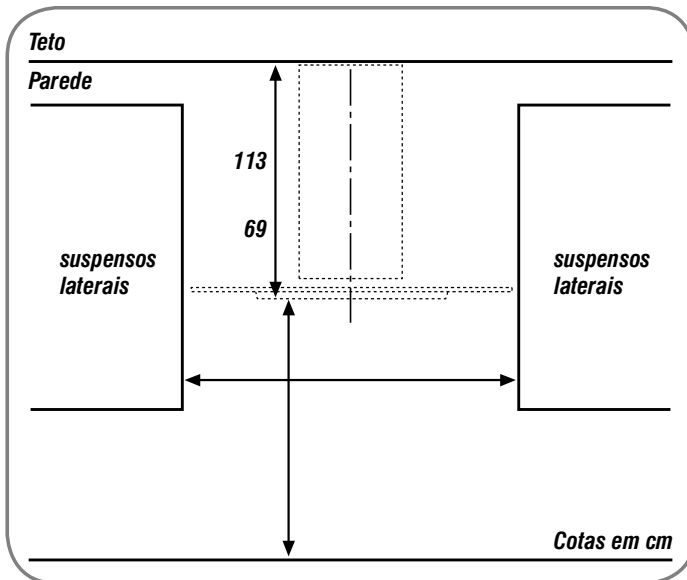 Teto
Parede
113
69
suspensos
laterais
suspensos
laterais
Cotas em cm